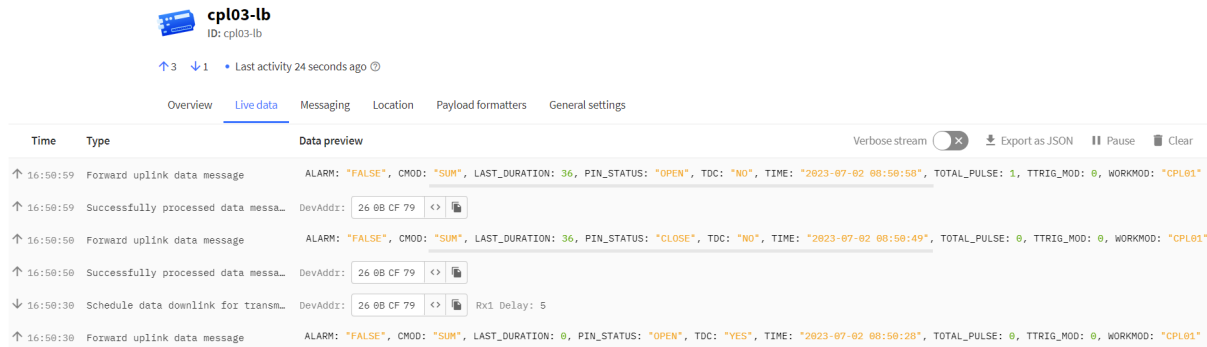 cpl03-lb
ID: cpl03-lb
↑3 ↓1 • Last activity 24 seconds ago
Overview Live data Messaging Location Payload formatters General settings
Time Type Data preview Verbose stream Export as JSON Pause Clear
↑ 16:50:59 Forward uplink data message ALARM: "FALSE", CMOD: "SUM", LAST_DURATION: 36, PIN_STATUS: "OPEN", TDC: "NO", TIME: "2023-07-02 08:50:58", TOTAL_PULSE: 1, TTRIG_MOD: 0, WORKMOD: "CPL01"
↑ 16:50:59 Successfully processed data messa… DevAddr: 26 0B CF 79 <>
↑ 16:50:50 Forward uplink data message ALARM: "FALSE", CMOD: "SUM", LAST_DURATION: 36, PIN_STATUS: "CLOSE", TDC: "NO", TIME: "2023-07-02 08:50:49", TOTAL_PULSE: 0, TTRIG_MOD: 0, WORKMOD: "CPL01"
↑ 16:50:50 Successfully processed data messa… DevAddr: 26 0B CF 79 <>
↓ 16:50:30 Schedule data downlink for transm… DevAddr: 26 0B CF 79 <> Rx1 Delay: 5
↑ 16:50:30 Forward uplink data message ALARM: "FALSE", CMOD: "SUM", LAST_DURATION: 0, PIN_STATUS: "OPEN", TDC: "YES", TIME: "2023-07-02 08:50:28", TOTAL_PULSE: 0, TTRIG_MOD: 0, WORKMOD: "CPL01"